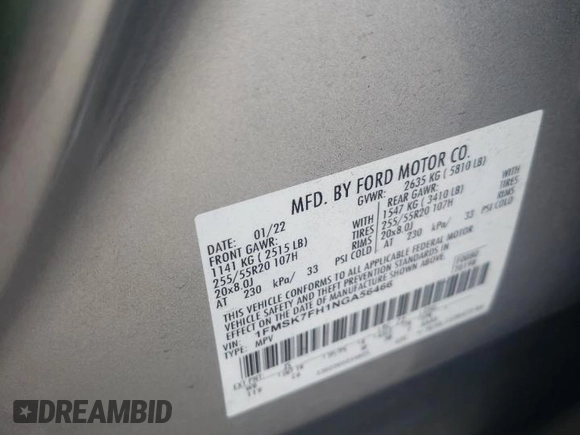 MFD. BY FORD MOTOR CO.
DATE: 01/22
GVWR: 2635 KG ( 5810 LB)
FRONT GAWR:
REAR GAWR:
1141 KG ( 2515 LB) WITH
1547 KG ( 3410 LB) WITH
255/55R20 107H TIRES
255/55R20 107H TIRES
20x8.0J RIMS
20x8.0J RIMS
AT 230 kPa/ 33 PSI COLD
AT 230 kPa/ 33 PSI COLD
THIS VEHICLE CONFORMS TO ALL APPLICABLE FEDERAL MOTOR
VEHICLE SAFETY AND THEFT PREVENTION STANDARDS IN EFFECT
ON THE DATE OF MANUFACTURE SHOWN ABOVE.
VIN: 1FMSK7FH1NGA56466
TYPE: MPV
EXT PNT:
DREAMBID